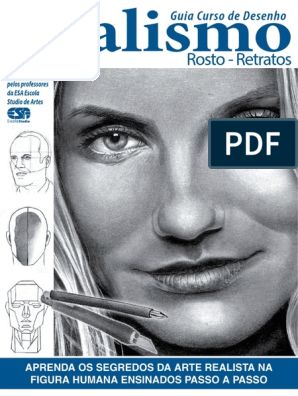 Guia Curso de Desenho
alismo
Rosto - Retratos
pelos professores
da ESA Escola
Studio de Artes
ESA
PDF
APRENDA OS SEGREDOS DA ARTE REALISTA NA
FIGURA HUMANA ENSINADOS PASSO A PASSO